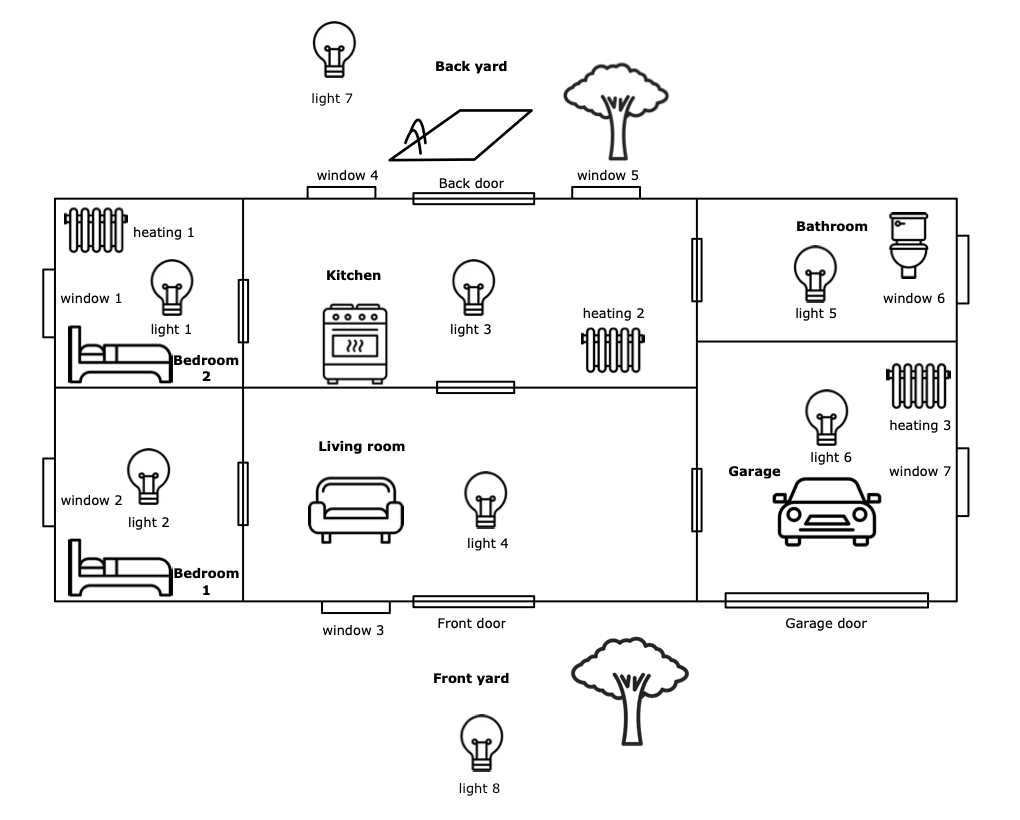 Back yard
light 7
window 4
Back door
window 5
heating 1
Bathroom
Kitchen
window 1
light 1
light 3
heating 2
light 5
window 6
Bedroom
2
Living room
heating 3
light 6
Garage
window 7
window 2
light 2
light 4
Bedroom
1
window 3
Front door
Garage door
Front yard
light 8